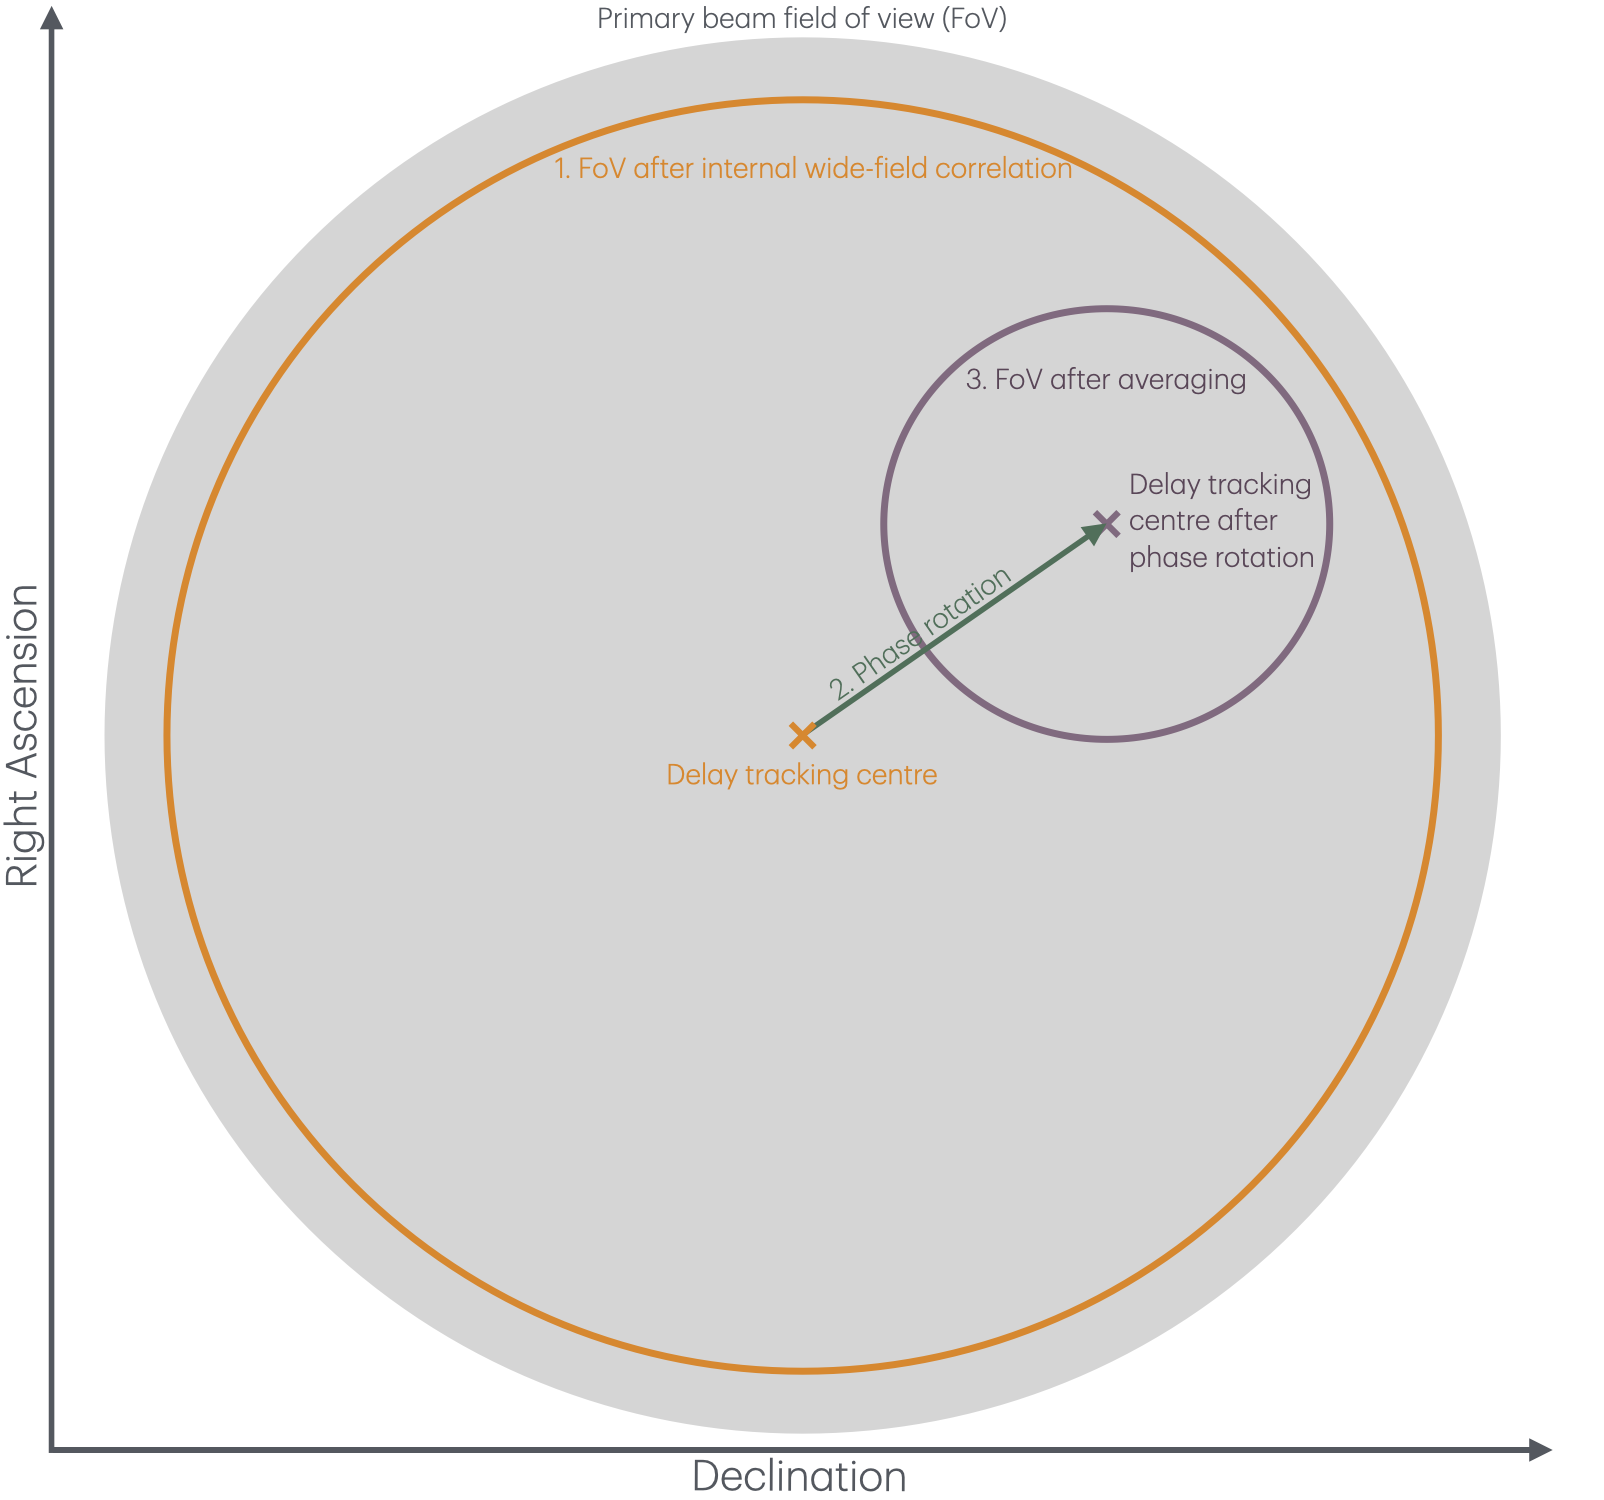 Primary beam field of view (FoV)
1. FoV after internal wide-field correlation
3. FoV after averaging
Delay tracking
centre after
phase rotation
2. Phase rotation
Delay tracking centre
Right Ascension
Declination